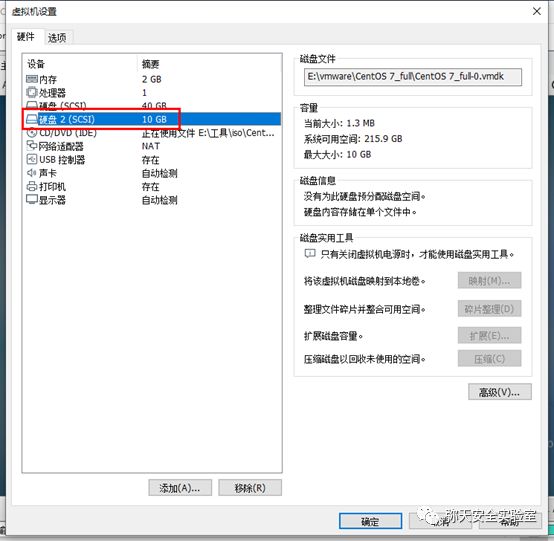 虚拟机设置
硬件 选项
设备 摘要
内存 2 GB
处理器 1
硬盘 (SCSI) 40 GB
硬盘 2 (SCSI) 10 GB
CD/DVD (IDE) 正在使用文件 E:\工具\iso\Cent...
网络适配器 NAT
USB 控制器 存在
声卡 自动检测
打印机 存在
显示器 自动检测
添加(A)... 移除(R)
磁盘文件
E:\vmware\CentOS 7_full\CentOS 7_full-0.vmdk
容量
当前大小: 1.3 MB
系统可用空间: 215.9 GB
最大大小: 10 GB
磁盘信息
没有为此硬盘预分配磁盘空间。
硬盘内容存储在单个文件中。
磁盘实用工具
只有关闭虚拟机电源时，才能使用磁盘实用工具。
将该虚拟机磁盘映射到本地卷。 映射(M)...
整理文件碎片并整合可用空间。 碎片整理(D)
扩展磁盘容量。 扩展(E)...
压缩磁盘以回收未使用的空间。 压缩(C)
高级(V)...
确定 取消 帮助
弥天安全实验室